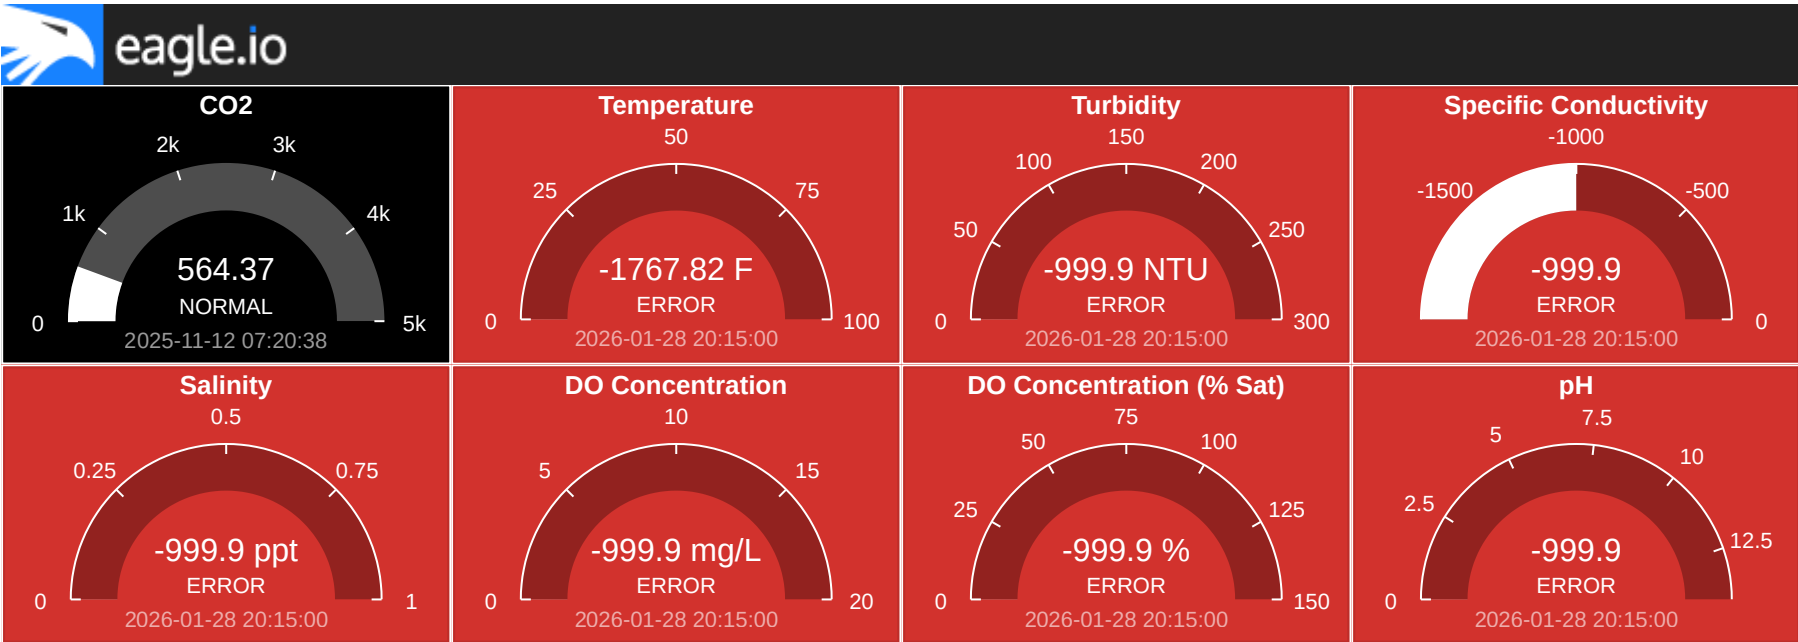 eagle.io
CO2
2k
3k
1k
4k
564.37
NORMAL
0
5k
2025-11-12 07:20:38
Temperature
50
25
75
-1767.82 F
ERROR
0
100
2026-01-28 20:15:00
Turbidity
150
100
200
50
250
-999.9 NTU
ERROR
0
300
2026-01-28 20:15:00
Specific Conductivity
-1000
-1500
-500
-999.9
ERROR
0
2026-01-28 20:15:00
Salinity
0.5
0.25
0.75
-999.9 ppt
ERROR
0
1
2026-01-28 20:15:00
DO Concentration
10
5
15
-999.9 mg/L
ERROR
0
20
2026-01-28 20:15:00
DO Concentration (% Sat)
75
50
100
25
125
-999.9 %
ERROR
0
150
2026-01-28 20:15:00
pH
7.5
5
10
2.5
12.5
-999.9
ERROR
0
2026-01-28 20:15:00